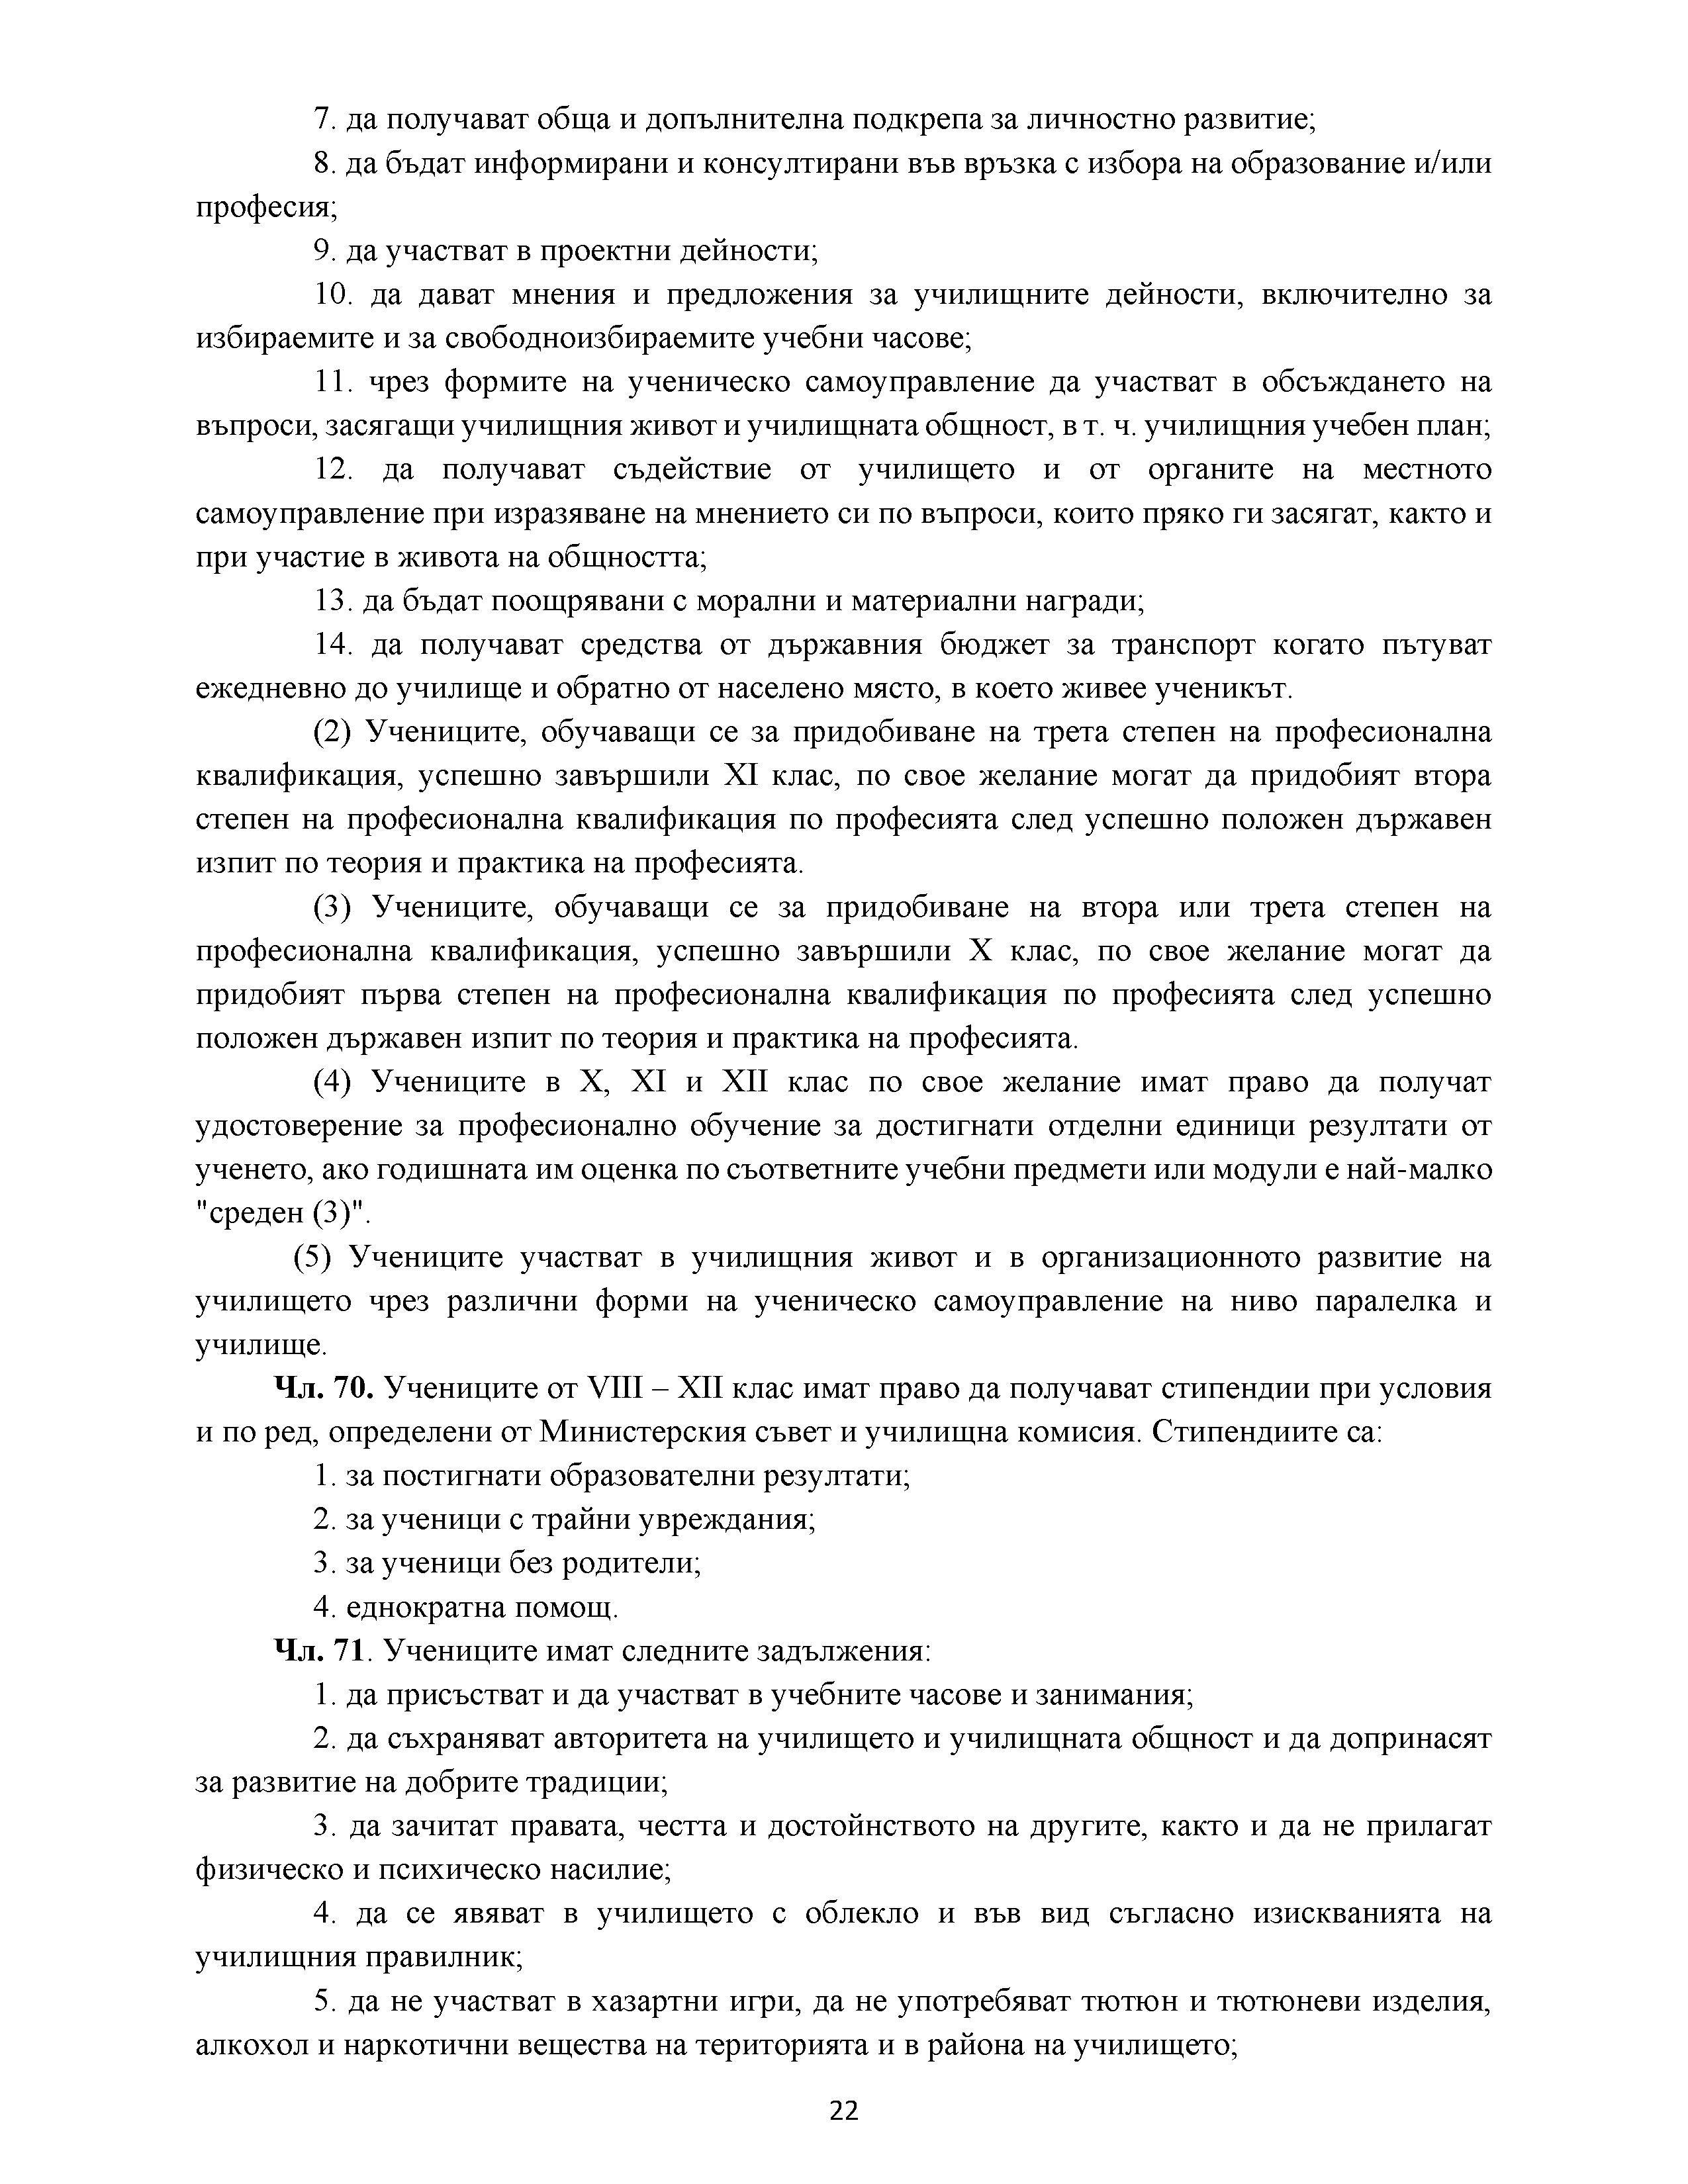 7. да получават обща и допълнителна подкрепа за личностно развитие;
8. да бъдат информирани и консултирани във връзка с избора на образование и/или
професия;
9. да участват в проектни дейности;
10. да дават мнения и предложения за училищните дейности, включително за
избираемите и за свободноизбираемите учебни часове;
11. чрез формите на ученическо самоуправление да участват в обсъждането на
въпроси, засягащи училищния живот и училищната общност, в т. ч. училищния учебен план;
12. да получават съдействие от училището и от органите на местното
самоуправление при изразяване на мнението си по въпроси, които пряко ги засягат, както и
при участие в живота на общността;
13. да бъдат поощрявани с морални и материални награди;
14. да получават средства от държавния бюджет за транспорт когато пътуват
ежедневно до училище и обратно от населено място, в което живее ученикът.
(2) Учениците, обучаващи се за придобиване на трета степен на професионална
квалификация, успешно завършили XI клас, по свое желание могат да придобият втора
степен на професионална квалификация по професията след успешно положен държавен
изпит по теория и практика на професията.
(3) Учениците, обучаващи се за придобиване на втора или трета степен на
професионална квалификация, успешно завършили X клас, по свое желание могат да
придобият първа степен на професионална квалификация по професията след успешно
положен държавен изпит по теория и практика на професията.
(4) Учениците в X, XI и XII клас по свое желание имат право да получат
удостоверение за професионално обучение за достигнати отделни единици резултати от
ученето, ако годишната им оценка по съответните учебни предмети или модули е най-малко
"среден (3)".
(5) Учениците участват в училищния живот и в организационното развитие на
училището чрез различни форми на ученическо самоуправление на ниво паралелка и
училище.
Чл. 70. Учениците от VIII – XII клас имат право да получават стипендии при условия
и по ред, определени от Министерския съвет и училищна комисия. Стипендиите са:
1. за постигнати образователни резултати;
2. за ученици с трайни увреждания;
3. за ученици без родители;
4. еднократна помощ.
Чл. 71. Учениците имат следните задължения:
1. да присъстват и да участват в учебните часове и занимания;
2. да съхраняват авторитета на училището и училищната общност и да допринасят
за развитие на добрите традиции;
3. да зачитат правата, честта и достойнството на другите, както и да не прилагат
физическо и психическо насилие;
4. да се явяват в училището с облекло и във вид съгласно изискванията на
училищния правилник;
5. да не участват в хазартни игри, да не употребяват тютюн и тютюневи изделия,
алкохол и наркотични вещества на територията и в района на училището;
22